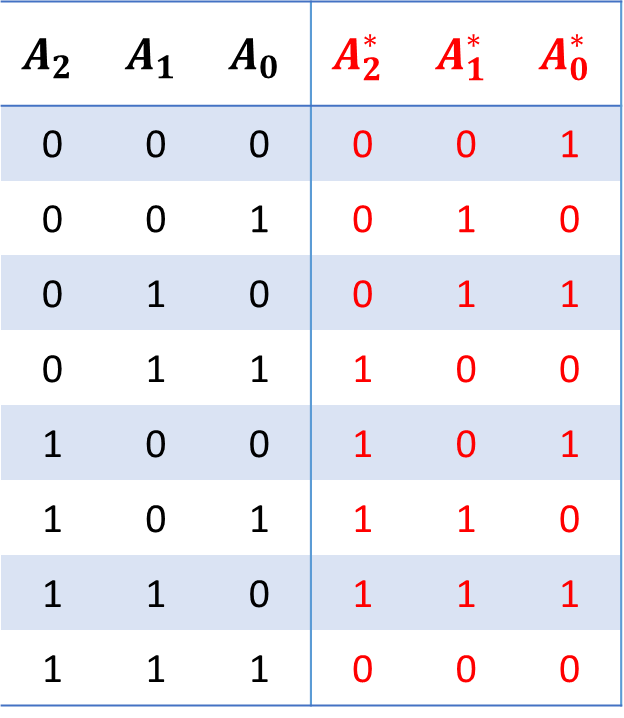 A₂ A₁ A₀ A₂* A₁* A₀*
0 0 0 0 0 1
0 0 1 0 1 0
0 1 0 0 1 1
0 1 1 1 0 0
1 0 0 1 0 1
1 0 1 1 1 0
1 1 0 1 1 1
1 1 1 0 0 0